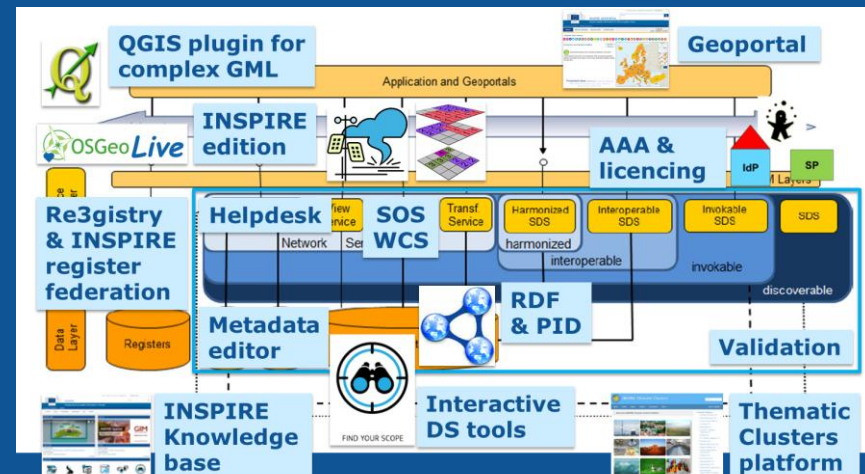 QGIS plugin for
complex GML
Geoportal
Application and Geoportals
OSGeoLive
INSPIRE
edition
AAA &
licencing
IdP
SP
Layers
Re3gistry
& INSPIRE
register
federation
Helpdesk
View
SOS
WCS
Transf.
Service
Harmonized
SDS
Interoperable
SDS
Invokable
SDS
SDS
Network
harmonized
interoperable
invokable
discoverable
RDF
& PID
Data
Layer
Registers
Metadata
editor
Validation
FIND YOUR SCOPE
INSPIRE
Knowledge
base
Interactive
DS tools
Thematic
Clusters
platform